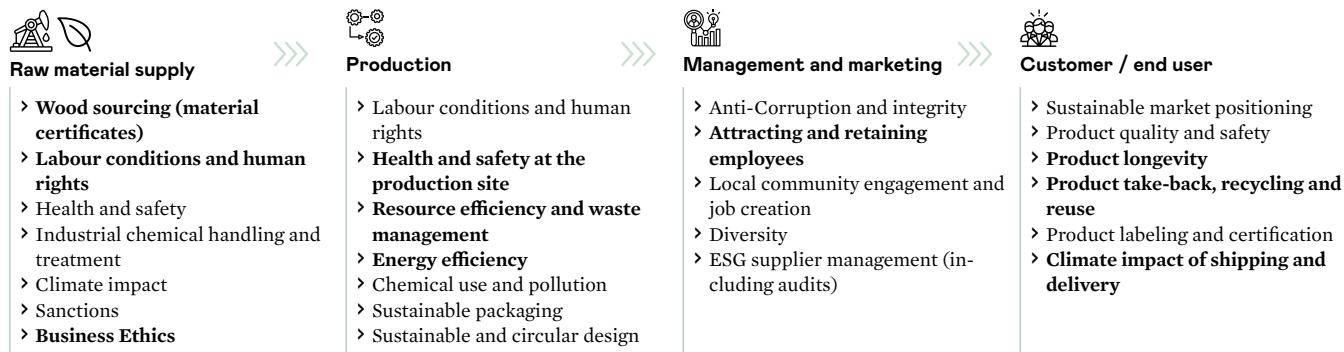 Raw material supply
› Wood sourcing (material
certificates)
› Labour conditions and human
rights
› Health and safety
› Industrial chemical handling and
treatment
› Climate impact
› Sanctions
› Business Ethics
Production
› Labour conditions and human
rights
› Health and safety at the
production site
› Resource efficiency and waste
management
› Energy efficiency
› Chemical use and pollution
› Sustainable packaging
› Sustainable and circular design
Management and marketing
› Anti-Corruption and integrity
› Attracting and retaining
employees
› Local community engagement and
job creation
› Diversity
› ESG supplier management (in-
cluding audits)
Customer / end user
› Sustainable market positioning
› Product quality and safety
› Product longevity
› Product take-back, recycling and
reuse
› Product labeling and certification
› Climate impact of shipping and
delivery